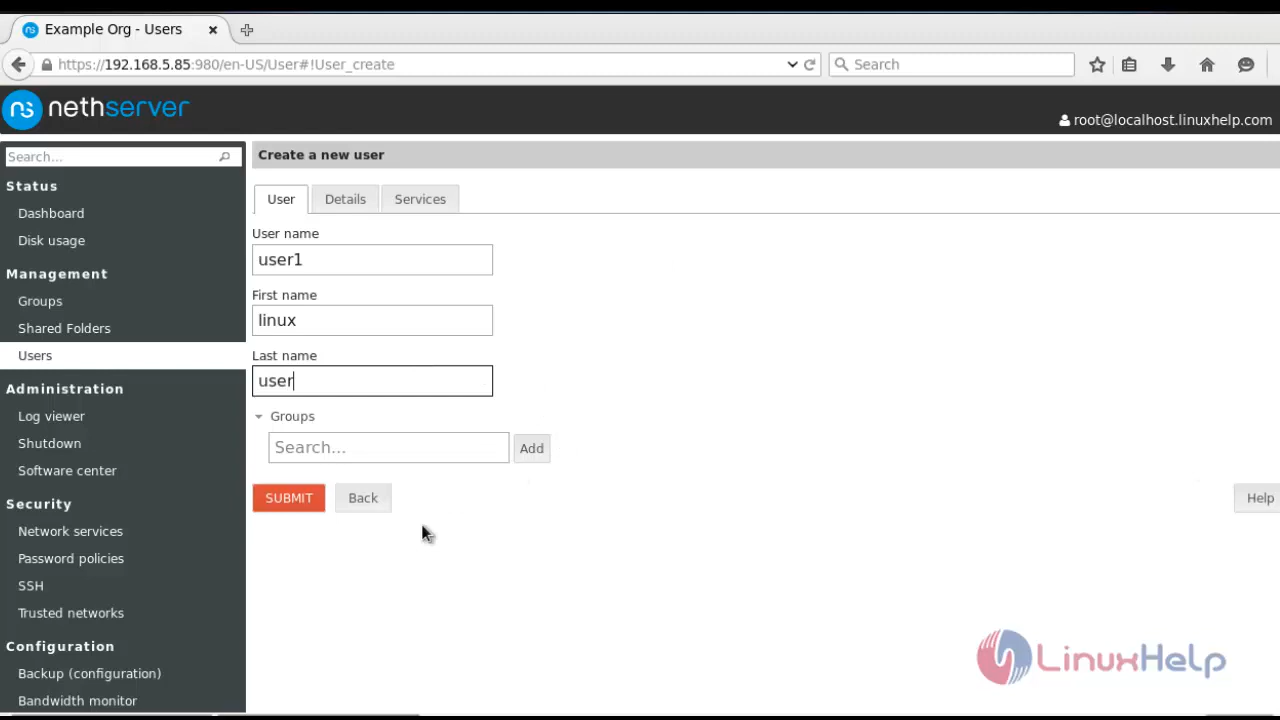 Example Org - Users
https://192.168.5.85:980/en-US/User#!User_create
Search
ns nethserver
root@localhost.linuxhelp.com
Search...
Status
Dashboard
Disk usage
Management
Groups
Shared Folders
Users
Administration
Log viewer
Shutdown
Software center
Security
Network services
Password policies
SSH
Trusted networks
Configuration
Backup (configuration)
Bandwidth monitor
Create a new user
User Details Services
User name
user1
First name
linux
Last name
user
Groups
Search... Add
SUBMIT Back Help
LinuxHelp